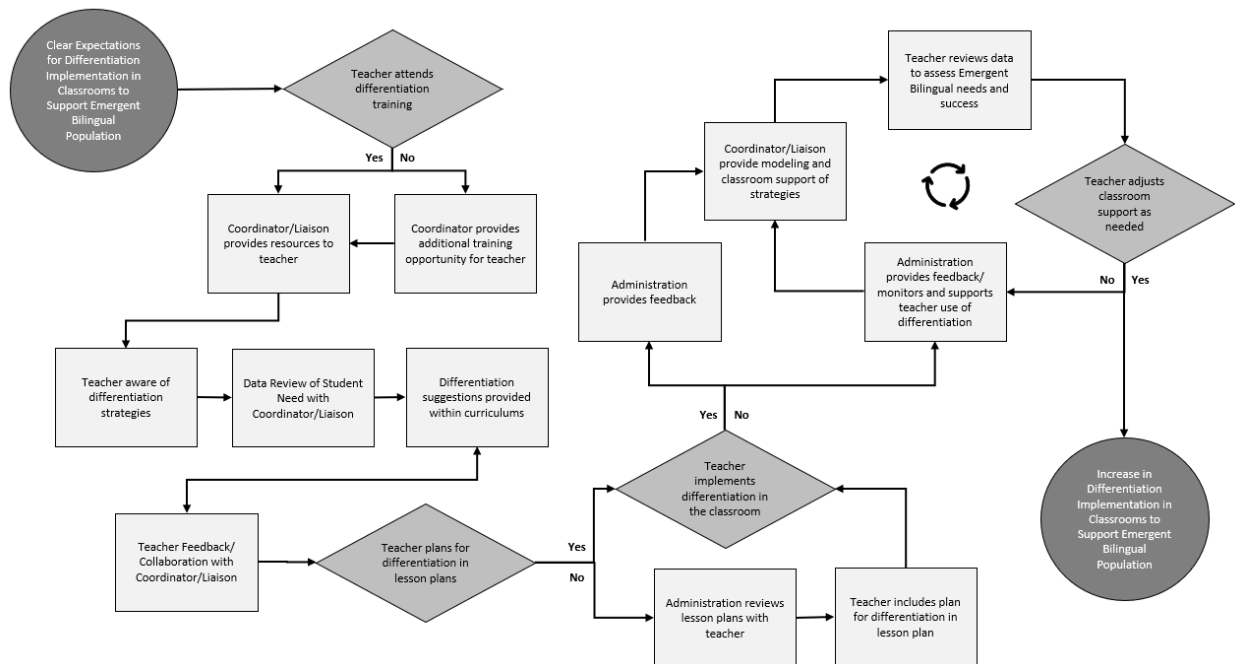 Clear Expectations
for Differentiation
Implementation in
Classrooms to
Support Emergent
Bilingual
Population
Teacher attends
differentiation
training
Yes
No
Coordinator/Liaison
provides resources to
teacher
Coordinator provides
additional training
opportunity for teacher
Teacher aware of
differentiation
strategies
Data Review of Student
Need with
Coordinator/Liaison
Differentiation
suggestions provided
within curriculums
Teacher Feedback/
Collaboration with
Coordinator/Liaison
Teacher plans for
differentiation in
lesson plans
Yes
No
Administration reviews
lesson plans with
teacher
Teacher includes plan
for differentiation in
lesson plan
Teacher
implements
differentiation in
the classroom
Yes
No
Administration
provides feedback
Administration
provides feedback/
monitors and supports
teacher use of
differentiation
Coordinator/Liaison
provide modeling and
classroom support of
strategies
Teacher reviews data
to assess Emergent
Bilingual needs and
success
Teacher adjusts
classroom
support as
needed
No
Yes
Increase in
Differentiation
Implementation in
Classrooms to
Support Emergent
Bilingual
Population